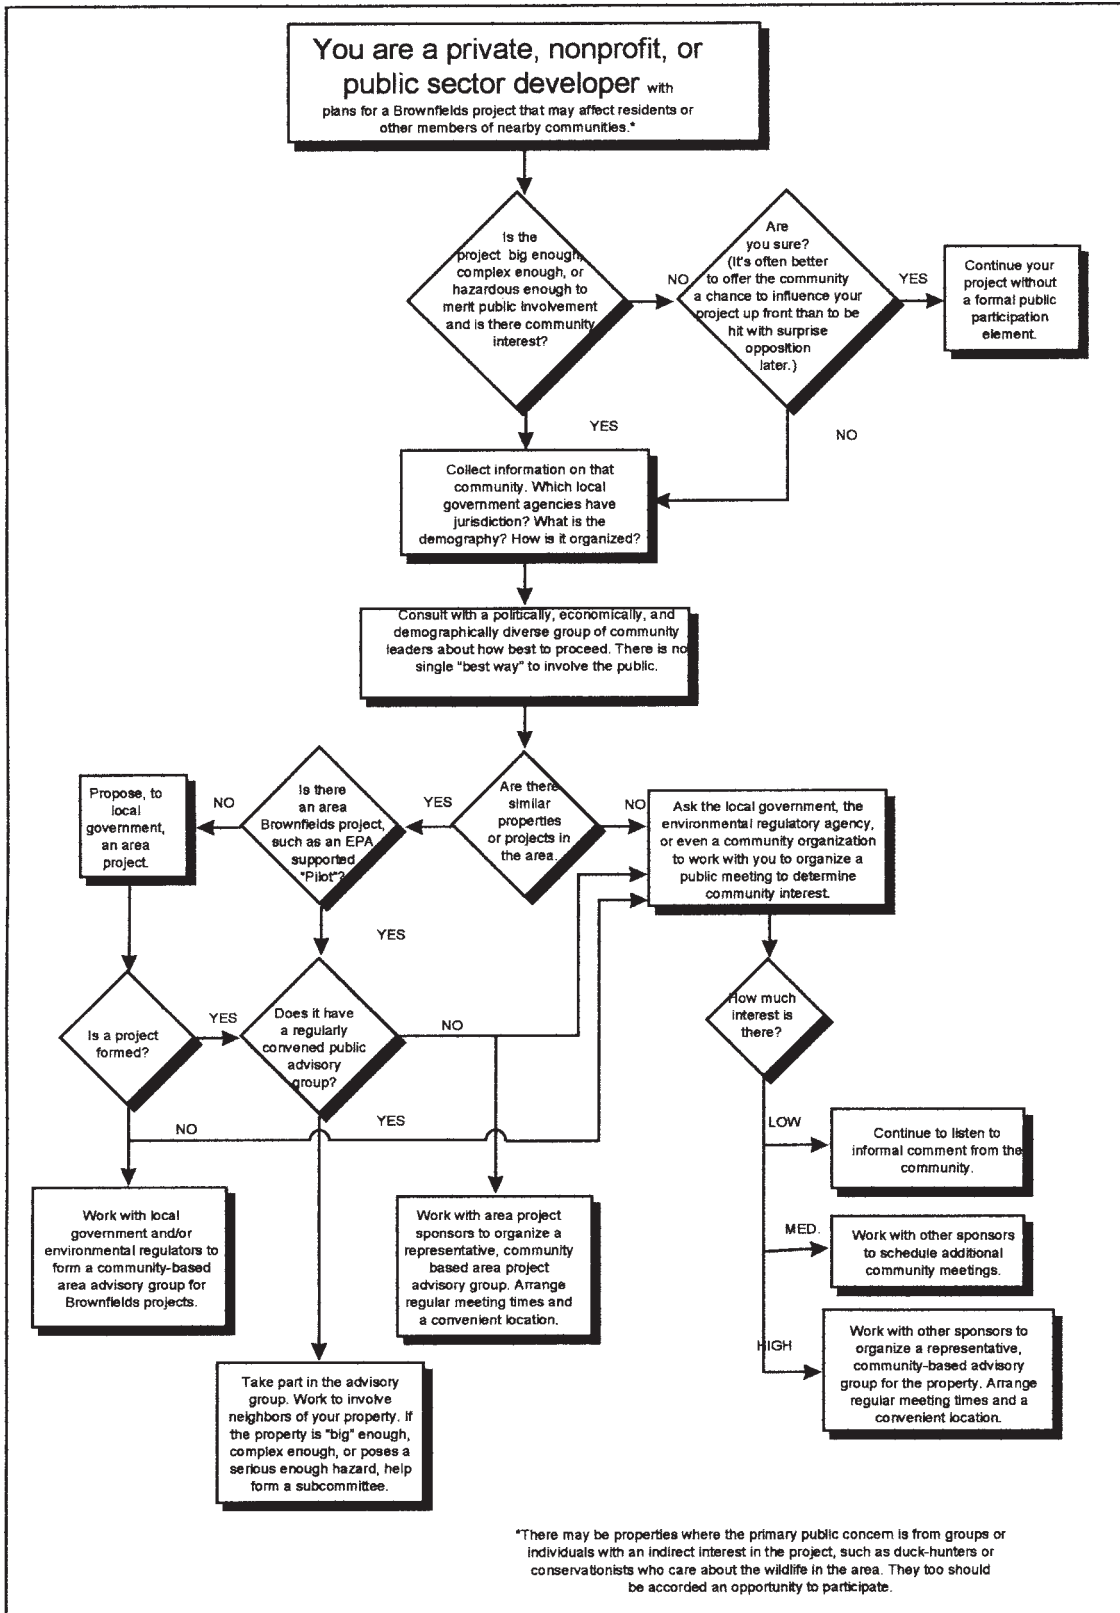 You are a private, nonprofit, or
public sector developer with
plans for a Brownfields project that may affect residents or
other members of nearby communities.*
Is the
project big enough,
complex enough, or
hazardous enough to
merit public involvement
and is there community
interest?
NO
Are
you sure?
(It's often better
to offer the community
a chance to influence your
project up front than to be
hit with surprise
opposition
later.)
YES
Continue your
project without
a formal public
participation
element.
YES
NO
Collect information on that
community. Which local
government agencies have
jurisdiction? What is the
demography? How is it organized?
Consult with a politically, economically, and
demographically diverse group of community
leaders about how best to proceed. There is no
single "best way" to involve the public.
Propose, to
local
government,
an area
project.
NO
Is there
an area
Brownfields project,
such as an EPA
supported
"Pilot"?
YES
Are there
similar
properties
or projects in
the area.
NO
Ask the local government, the
environmental regulatory agency,
or even a community organization
to work with you to organize a
public meeting to determine
community interest.
YES
Is a project
formed?
YES
Does it have
a regularly
convened public
advisory
group?
NO
How much
interest is
there?
NO
YES
LOW
Continue to listen to
informal comment from the
community.
Work with local
government and/or
environmental regulators to
form a community-based
area advisory group for
Brownfields projects.
Work with area project
sponsors to organize a
representative, community
based area project
advisory group. Arrange
regular meeting times and
a convenient location.
MED.
Work with other sponsors
to schedule additional
community meetings.
HIGH
Work with other sponsors to
organize a representative,
community-based advisory
group for the property. Arrange
regular meeting times and a
convenient location.
Take part in the advisory
group. Work to involve
neighbors of your property. If
the property is "big" enough,
complex enough, or poses a
serious enough hazard, help
form a subcommittee.
*There may be properties where the primary public concern is from groups or
individuals with an indirect interest in the project, such as duck-hunters or
conservationists who care about the wildlife in the area. They too should
be accorded an opportunity to participate.